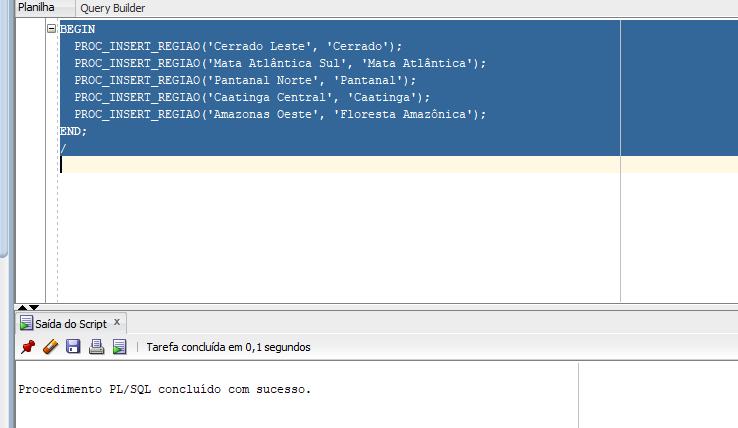 Planilha Query Builder
BEGIN
PROC_INSERT_REGIAO('Cerrado Leste', 'Cerrado');
PROC_INSERT_REGIAO('Mata Atlântica Sul', 'Mata Atlântica');
PROC_INSERT_REGIAO('Pantanal Norte', 'Pantanal');
PROC_INSERT_REGIAO('Caatinga Central', 'Caatinga');
PROC_INSERT_REGIAO('Amazonas Oeste', 'Floresta Amazônica');
END;
/
Saída do Script x
Tarefa concluída em 0,1 segundos
Procedimento PL/SQL concluído com sucesso.